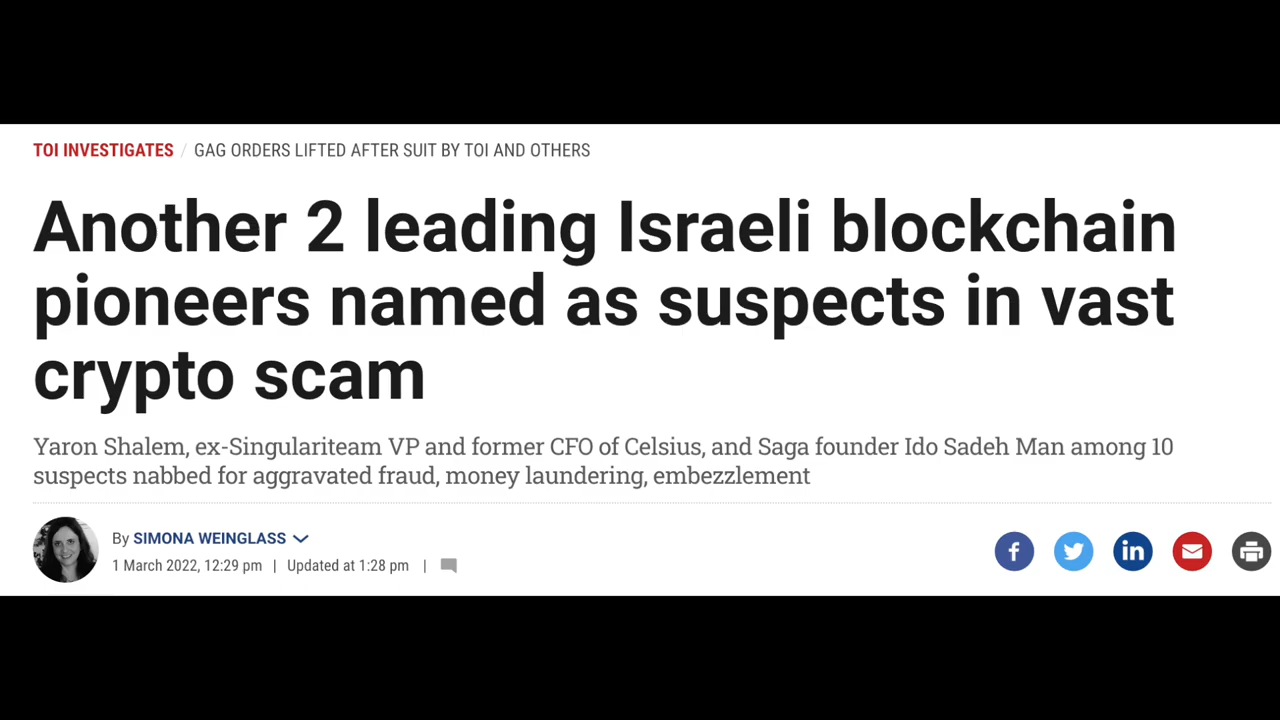 TOI INVESTIGATES / GAG ORDERS LIFTED AFTER SUIT BY TOI AND OTHERS
Another 2 leading Israeli blockchain
pioneers named as suspects in vast
crypto scam
Yaron Shalem, ex-Singulariteam VP and former CFO of Celsius, and Saga founder Ido Sadeh Man among 10
suspects nabbed for aggravated fraud, money laundering, embezzlement
By SIMONA WEINGLASS
1 March 2022, 12:29 pm | Updated at 1:28 pm |